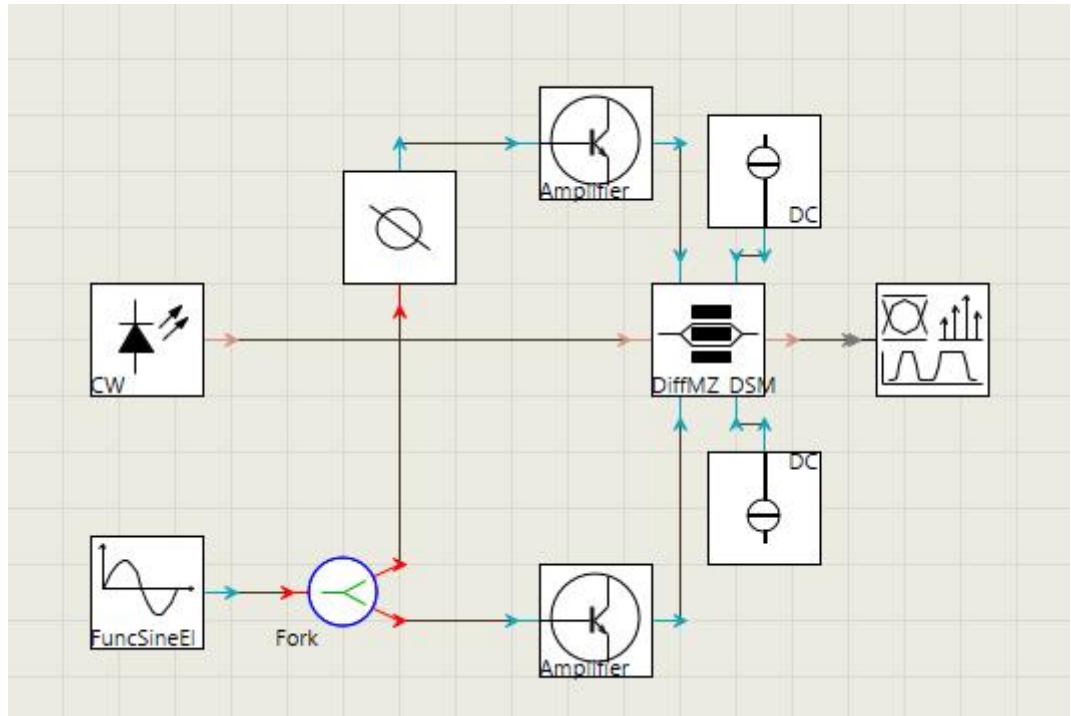 Amplifier
DC
CW
DiffMZ_DSM
DC
FuncSineEl
Fork
Amplifier